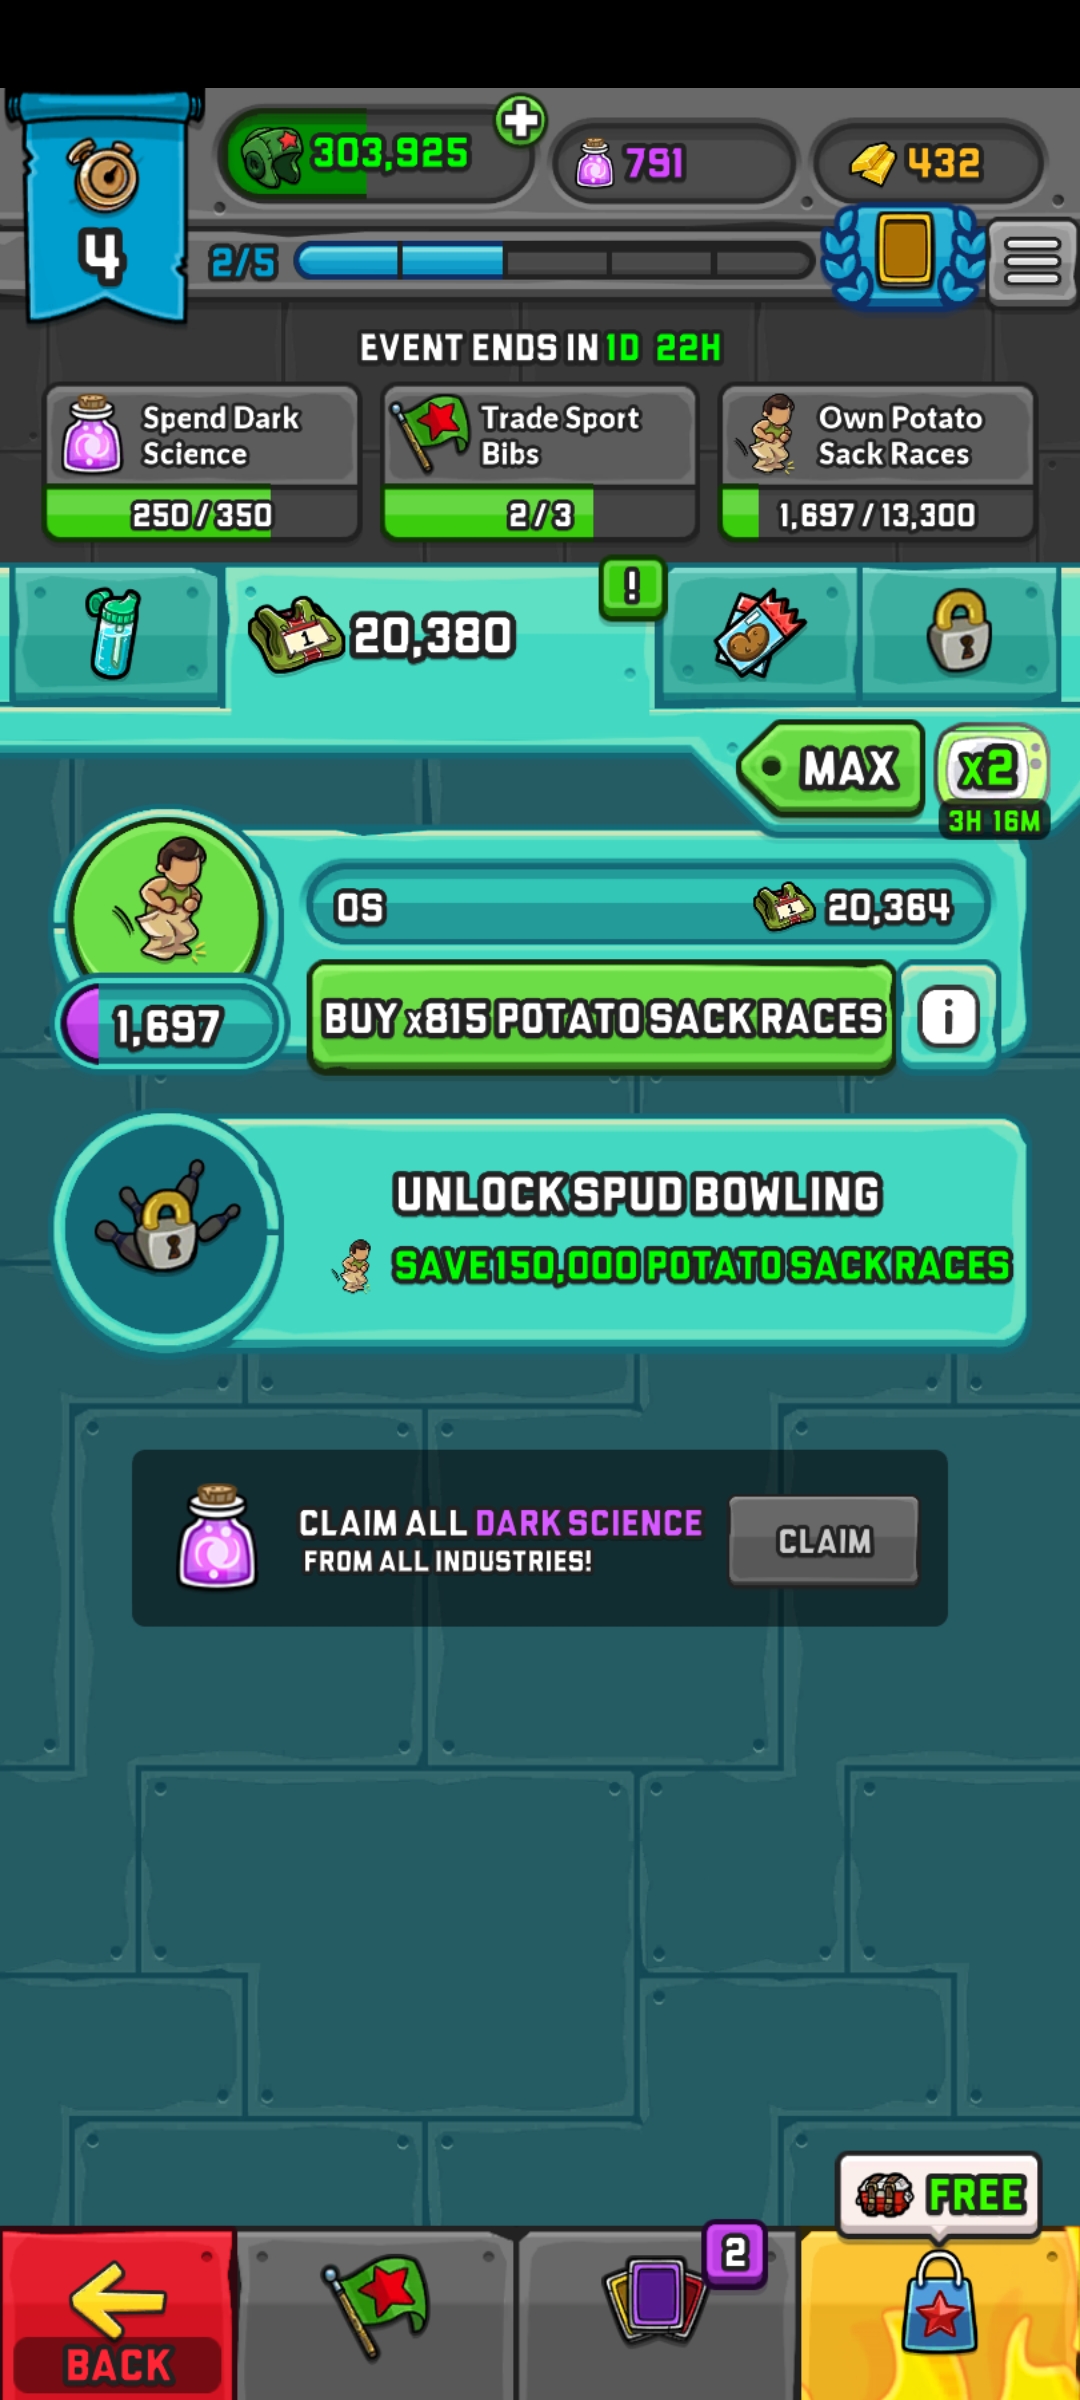 303,925
791
432
4
2/5
EVENT ENDS IN 1D 22H
Spend Dark
Science
250/350
Trade Sport
Bibs
2/3
Own Potato
Sack Races
1,697/13,300
1
20,380
!
MAX
x2
3H 16M
0S
1
20,364
1,697
BUY x815 POTATO SACK RACES
i
UNLOCK SPUD BOWLING
SAVE 150,000 POTATO SACK RACES
CLAIM ALL DARK SCIENCE
FROM ALL INDUSTRIES!
CLAIM
FREE
2
BACK